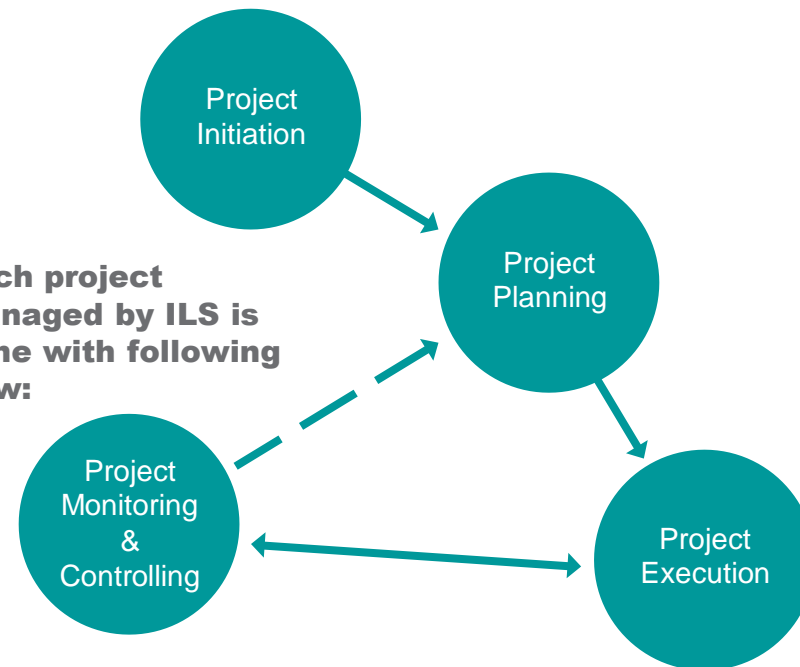 Project
Initiation
Project
Planning
ch project
naged by ILS is
ne with following
w:
Project
Monitoring
&
Controlling
Project
Execution